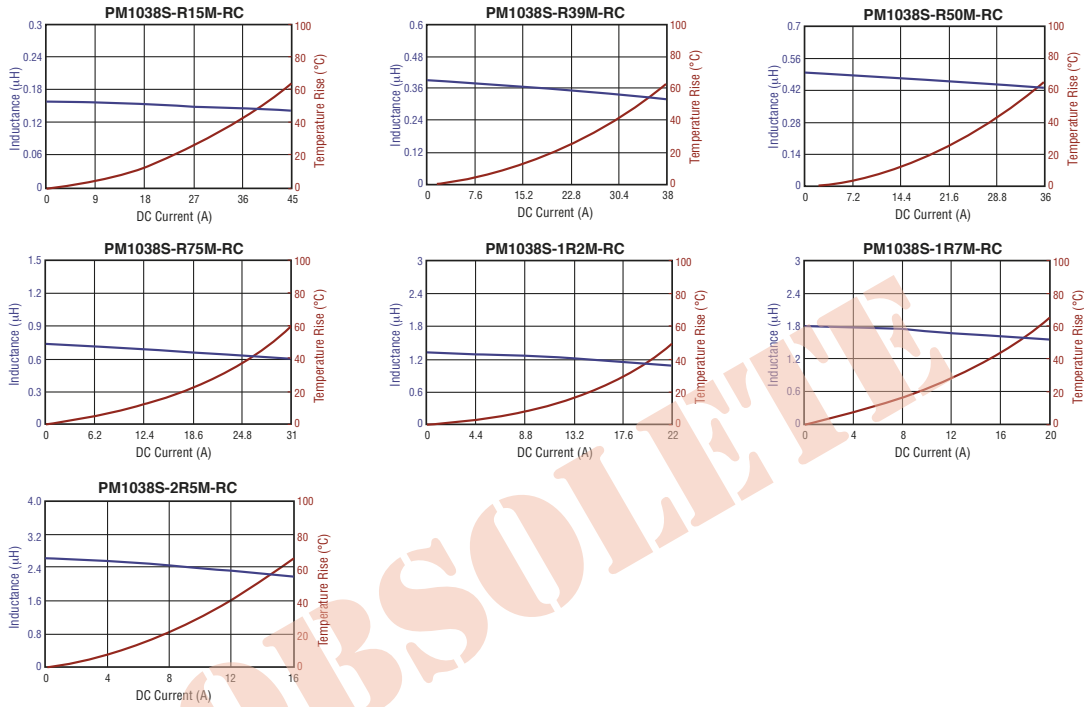 PM1038S-R15M-RC
0.3
0.24
0.18
0.12
0.06
0
Inductance (µH)
100
80
60
40
20
0
Temperature Rise (°C)
0 9 18 27 36 45
DC Current (A)
PM1038S-R39M-RC
0.6
0.48
0.36
0.24
0.12
0
Inductance (µH)
100
80
60
40
20
0
Temperature Rise (°C)
0 7.6 15.2 22.8 30.4 38
DC Current (A)
PM1038S-R50M-RC
0.7
0.56
0.42
0.28
0.14
0
Inductance (µH)
100
80
60
40
20
0
Temperature Rise (°C)
0 7.2 14.4 21.6 28.8 36
DC Current (A)
PM1038S-R75M-RC
1.5
1.2
0.9
0.6
0.3
0
Inductance (µH)
100
80
60
40
20
0
Temperature Rise (°C)
0 6.2 12.4 18.6 24.8 31
DC Current (A)
PM1038S-1R2M-RC
3
2.4
1.8
1.2
0.6
0
Inductance (µH)
100
80
60
40
20
0
Temperature Rise (°C)
0 4.4 8.8 13.2 17.6 22
DC Current (A)
PM1038S-1R7M-RC
3
2.4
1.8
1.2
0.6
0
Inductance (µH)
100
80
60
40
20
0
Temperature Rise (°C)
0 4 8 12 16 20
DC Current (A)
PM1038S-2R5M-RC
4.0
3.2
2.4
1.6
0.8
0
Inductance (µH)
100
80
60
40
20
0
Temperature Rise (°C)
0 4 8 12 16
DC Current (A)
OBSOLETE